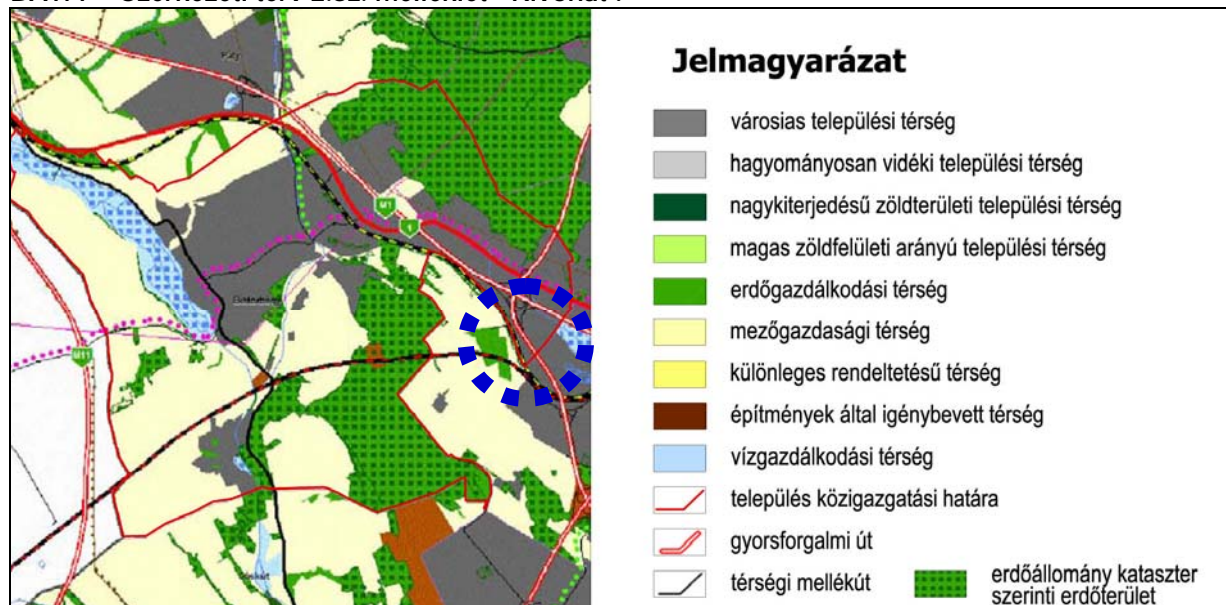 Jelmagyarázat
városias települési térség
hagyományosan vidéki települési térség
nagykiterjedésű zöldterületi települési térség
magas zöldfelületi arányú települési térség
erdőgazdálkodási térség
mezőgazdasági térség
különleges rendeltetésű térség
építmények által igénybevett térség
vízgazdálkodási térség
település közigazgatási határa
gyorsforgalmi út
térségi mellékút
erdőállomány kataszter
szerinti erdőterület
M1
1
M11